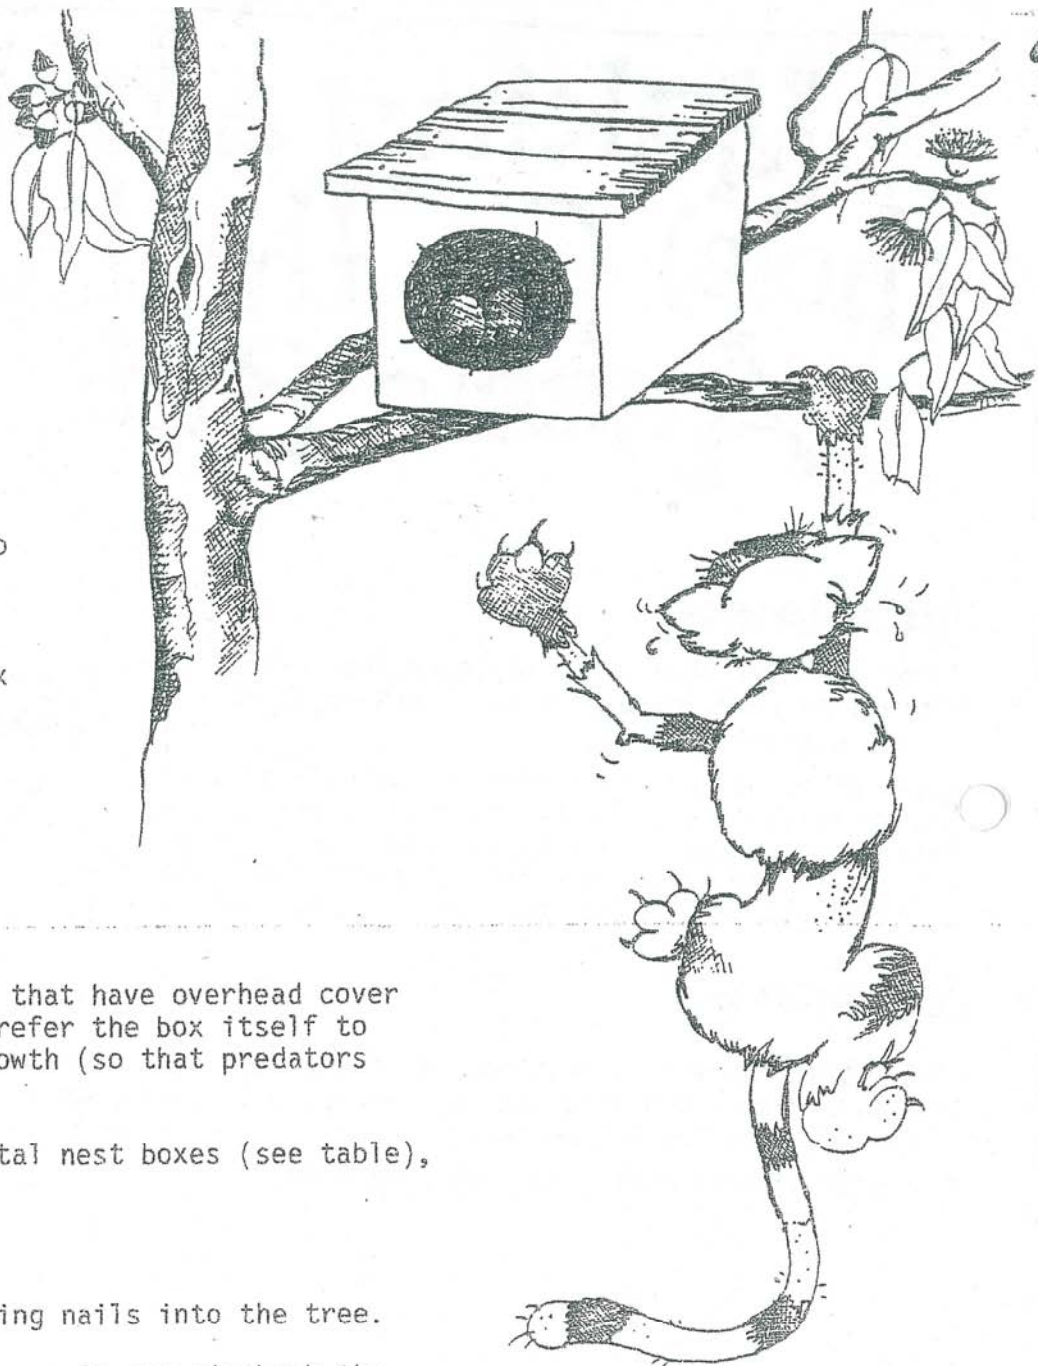 x
that have overhead cover
refer the box itself to
owth (so that predators
tal nest boxes (see table),
ing nails into the tree.